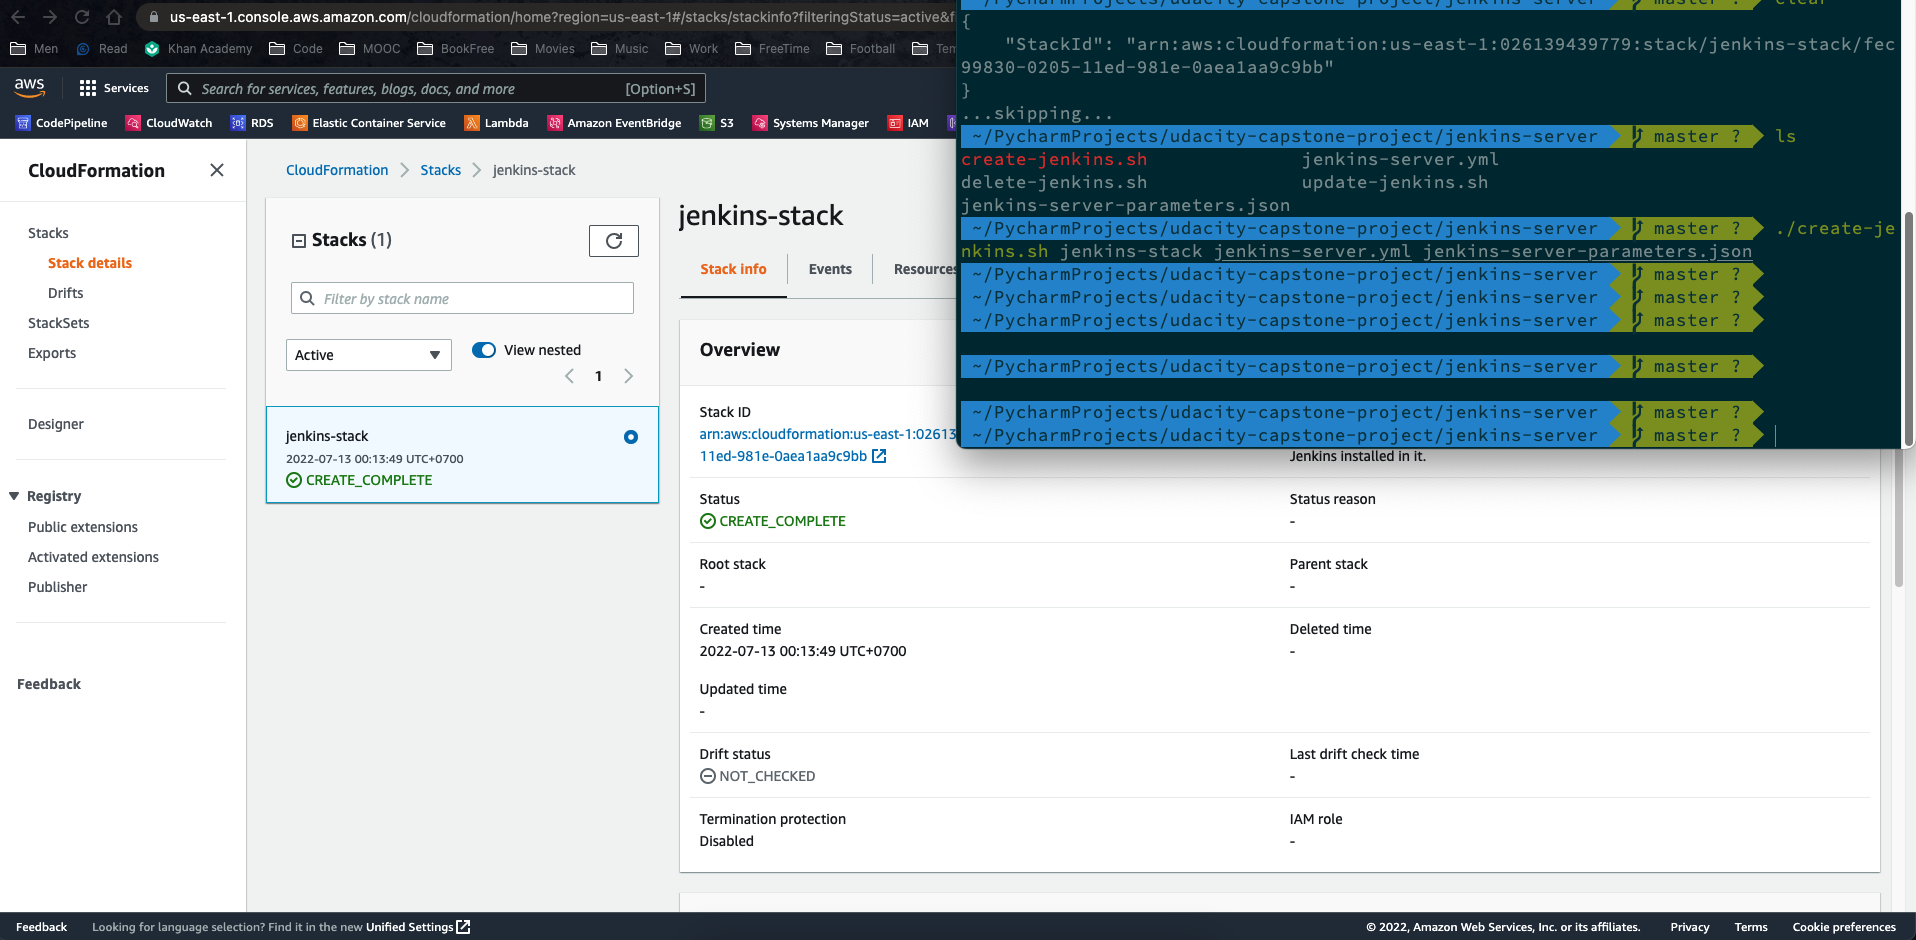 us-east-1.console.aws.amazon.com/cloudformation/home?region=us-east-1#/stacks/stackinfo?filteringStatus=active&f
Men Read Khan Academy Code MOOC BookFree Movies Music Work FreeTime Football
aws Services Search for services, features, blogs, docs, and more [Option+S]
CodePipeline CloudWatch RDS Elastic Container Service Lambda Amazon EventBridge S3 Systems Manager IAM
CloudFormation
Stacks
Stack details
Drifts
StackSets
Exports
Designer
Registry
Public extensions
Activated extensions
Publisher
Feedback
CloudFormation Stacks jenkins-stack
Stacks (1)
Filter by stack name
Active
View nested
1
jenkins-stack
2022-07-13 00:13:49 UTC+0700
CREATE_COMPLETE
jenkins-stack
Stack info Events Resources
Overview
Stack ID
arn:aws:cloudformation:us-east-1:02613
11ed-981e-0aea1aa9c9bb
Jenkins installed in it.
Status
CREATE_COMPLETE
Status reason
-
Root stack
-
Parent stack
-
Created time
2022-07-13 00:13:49 UTC+0700
Deleted time
-
Updated time
-
Drift status
NOT_CHECKED
Last drift check time
-
Termination protection
Disabled
IAM role
-
~/PycharmProjects/udacity-capstone-project/jenkins-server master ? clear
{
"StackId": "arn:aws:cloudformation:us-east-1:026139439779:stack/jenkins-stack/fec
99830-0205-11ed-981e-0aea1aa9c9bb"
}
...skipping...
~/PycharmProjects/udacity-capstone-project/jenkins-server master ? ls
create-jenkins.sh jenkins-server.yml
delete-jenkins.sh update-jenkins.sh
jenkins-server-parameters.json
~/PycharmProjects/udacity-capstone-project/jenkins-server master ? ./create-je
nkins.sh jenkins-stack jenkins-server.yml jenkins-server-parameters.json
~/PycharmProjects/udacity-capstone-project/jenkins-server master ?
~/PycharmProjects/udacity-capstone-project/jenkins-server master ?
~/PycharmProjects/udacity-capstone-project/jenkins-server master ?
~/PycharmProjects/udacity-capstone-project/jenkins-server master ?
~/PycharmProjects/udacity-capstone-project/jenkins-server master ?
~/PycharmProjects/udacity-capstone-project/jenkins-server master ?
Feedback Looking for language selection? Find it in the new Unified Settings © 2022, Amazon Web Services, Inc. or its affiliates. Privacy Terms Cookie preferences